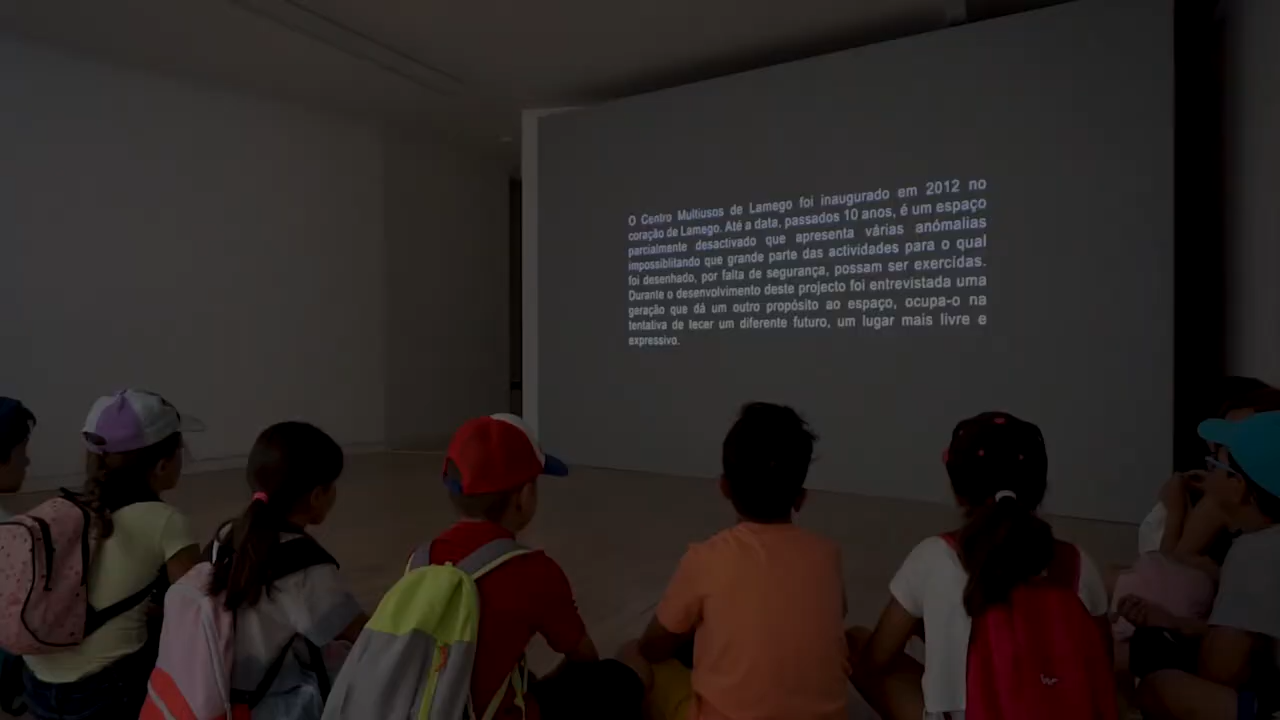 O Centro Multiusos de Lamego foi inaugurado em 2012 no
coração de Lamego. Até a data, passados 10 anos, é um espaço
parcialmente desactivado que apresenta várias anómalias
impossiblitando que grande parte das actividades para o qual
foi desenhado, por falta de segurança, possam ser exercidas.
Durante o desenvolvimento deste projecto foi entrevistada uma
geração que dá um outro propósito ao espaço, ocupa-o na
tentativa de tecer um diferente futuro, um lugar mais livre e
expressivo.